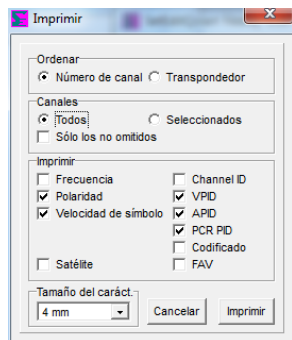 Imprimir
Ordenar
Número de canal Transpondedor
Canales
Todos Seleccionados
Sólo los no omitidos
Imprimir
Frecuencia Channel ID
Polaridad VPID
Velocidad de símbolo APID
PCR PID
Codificado
Satélite FAV
Tamaño del caráct.
4 mm Cancelar Imprimir